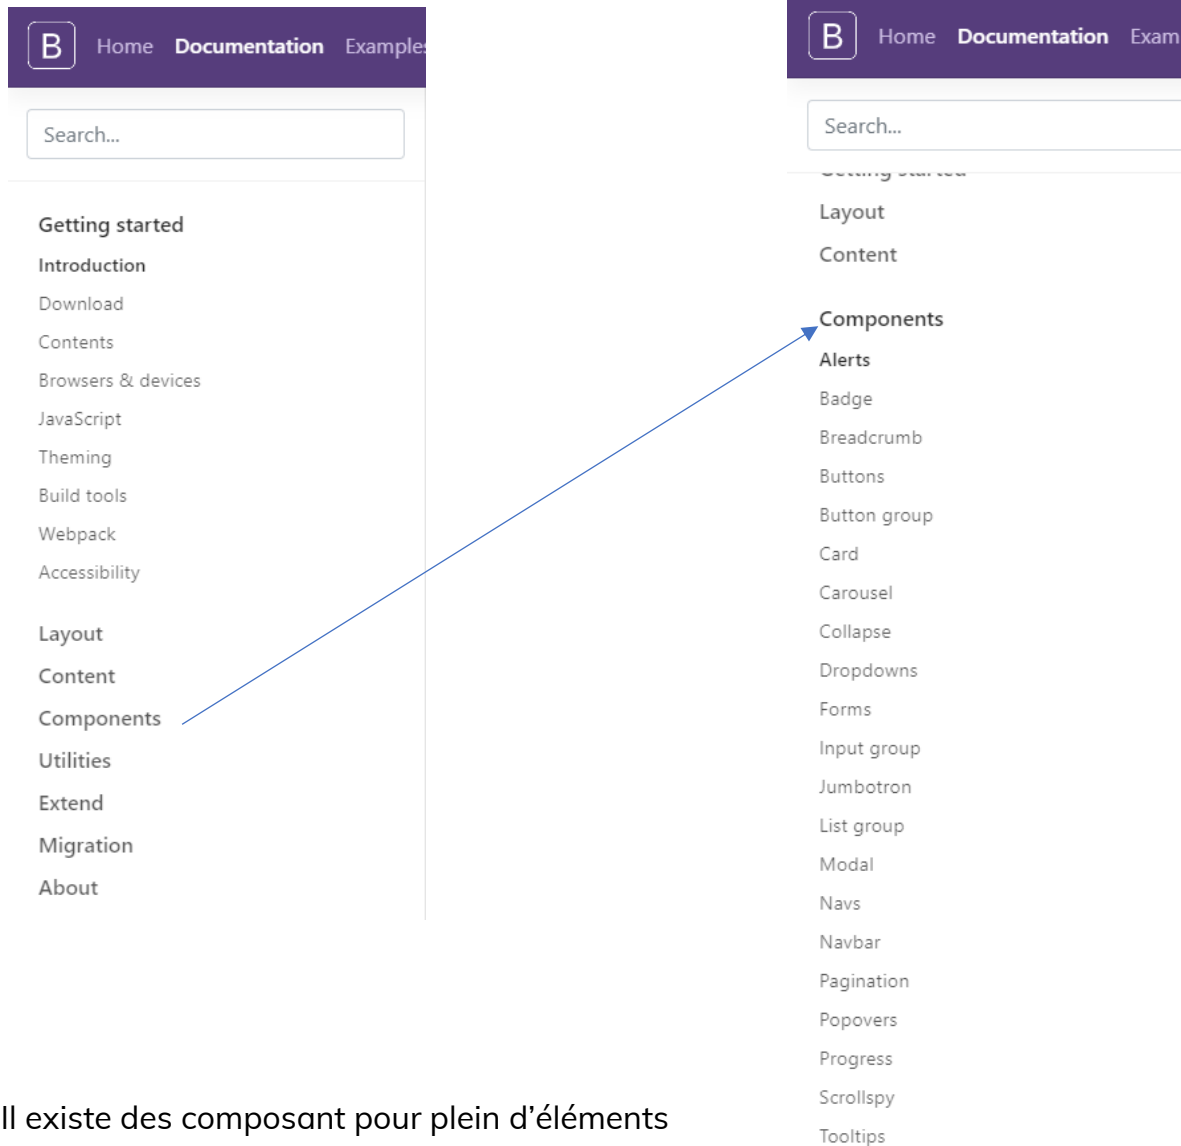 B Home Documentation Examples
Search...
Getting started
Introduction
Download
Contents
Browsers & devices
JavaScript
Theming
Build tools
Webpack
Accessibility
Layout
Content
Components
Utilities
Extend
Migration
About
B Home Documentation Exam
Search...
Getting started
Layout
Content
Components
Alerts
Badge
Breadcrumb
Buttons
Button group
Card
Carousel
Collapse
Dropdowns
Forms
Input group
Jumbotron
List group
Modal
Navs
Navbar
Pagination
Popovers
Progress
Scrollspy
Tooltips
Il existe des composant pour plein d’éléments